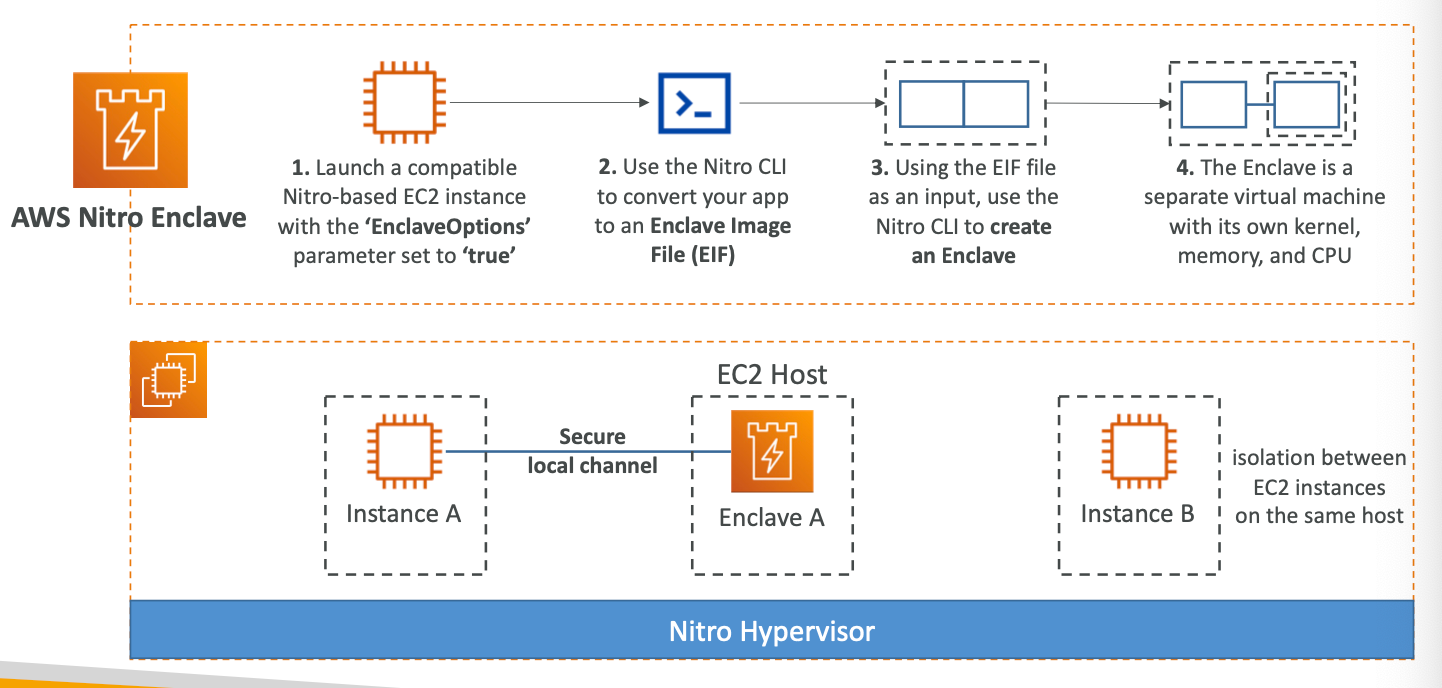 AWS Nitro Enclave
1. Launch a compatible
Nitro-based EC2 instance
with the ‘EnclaveOptions’
parameter set to ‘true’
2. Use the Nitro CLI
to convert your app
to an Enclave Image
File (EIF)
3. Using the EIF file
as an input, use the
Nitro CLI to create
an Enclave
4. The Enclave is a
separate virtual machine
with its own kernel,
memory, and CPU
EC2 Host
Secure
local channel
Instance A
Enclave A
Instance B
isolation between
EC2 instances
on the same host
Nitro Hypervisor